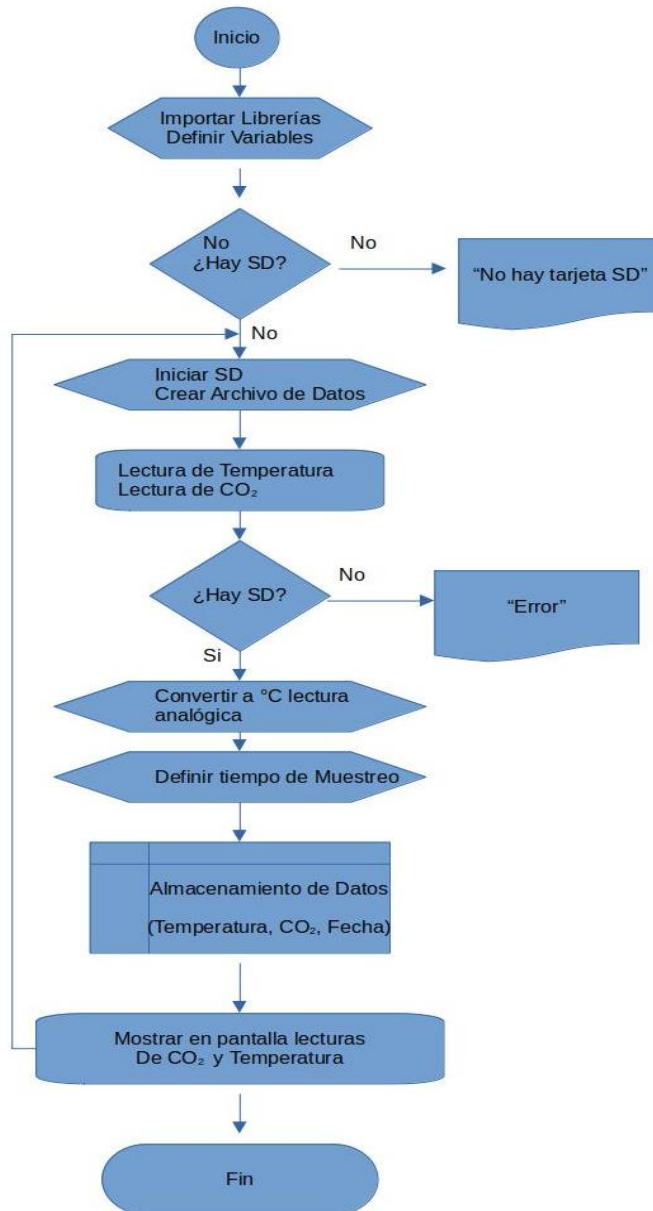 Inicio
Importar Librerías
Definir Variables
No
¿Hay SD?
No
“No hay tarjeta SD”
No
Iniciar SD
Crear Archivo de Datos
Lectura de Temperatura
Lectura de CO₂
¿Hay SD?
No
“Error”
Si
Convertir a °C lectura
analógica
Definir tiempo de Muestreo
Almacenamiento de Datos
(Temperatura, CO₂, Fecha)
Mostrar en pantalla lecturas
De CO₂ y Temperatura
Fin